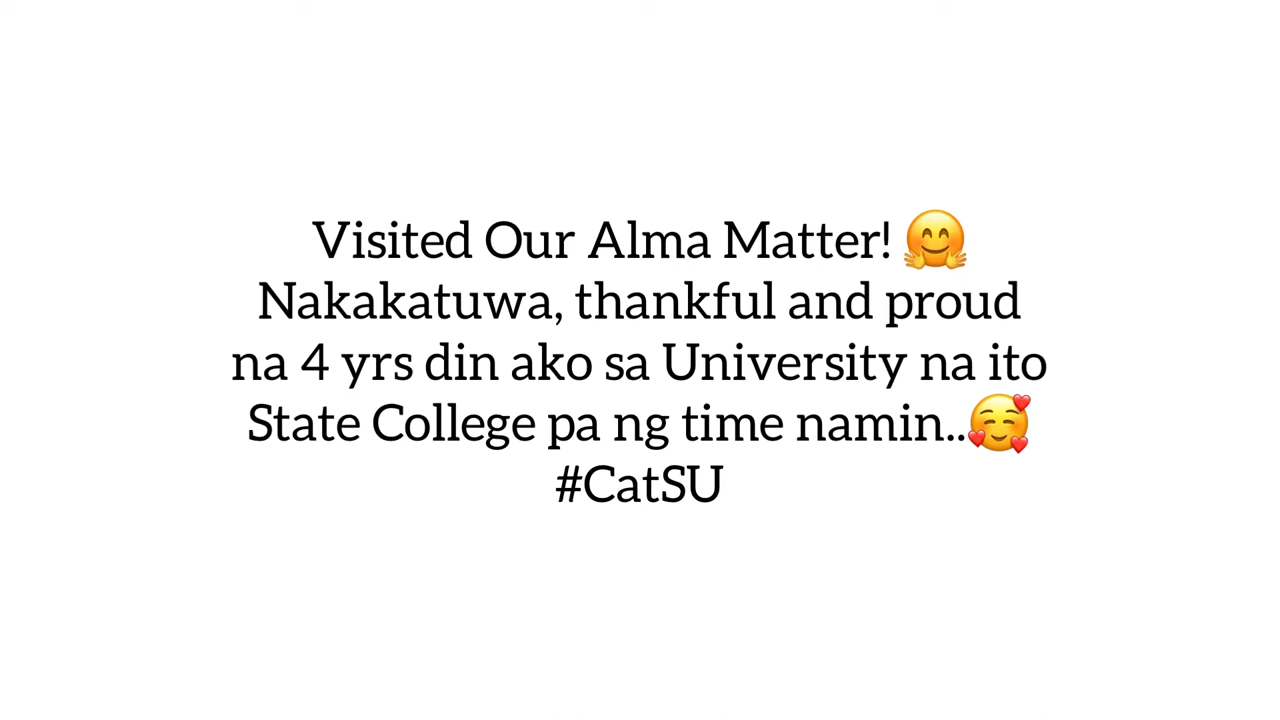 Visited Our Alma Matter! 🤗
Nakakatuwa, thankful and proud
na 4 yrs din ako sa University na ito
State College pa ng time namin..🥰
#CatSU